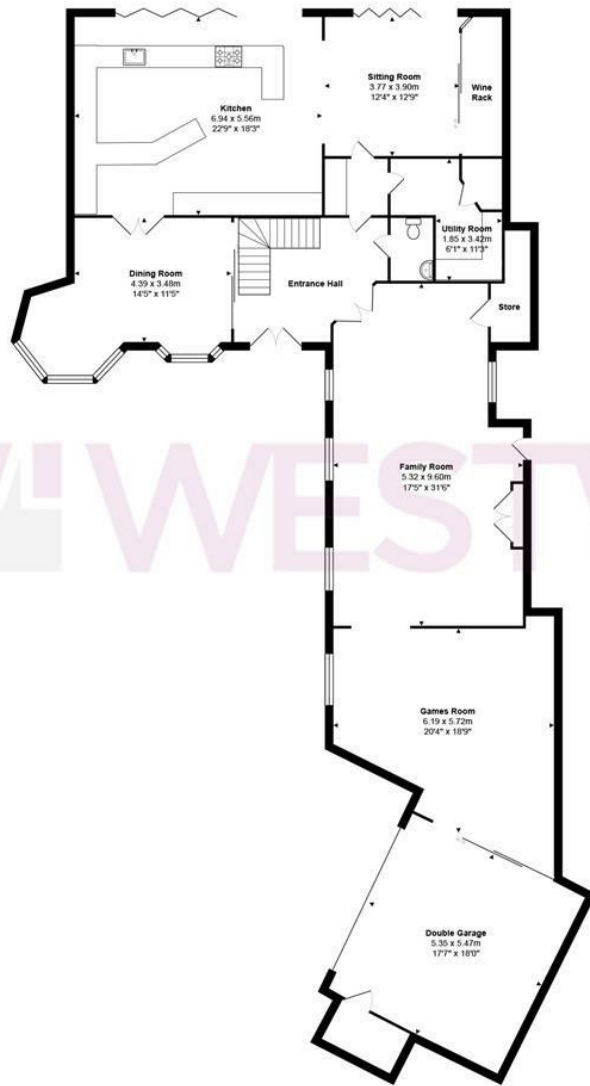 Kitchen
6.94 x 5.56m
22'9" x 18'3"
Sitting Room
3.77 x 3.90m
12'4" x 12'9"
Wine
Rack
Utility Room
1.85 x 3.42m
6'1" x 11'3"
Dining Room
4.39 x 3.48m
14'5" x 11'5"
Entrance Hall
Store
Family Room
5.32 x 9.60m
17'5" x 31'6"
WEST
Games Room
6.19 x 5.72m
20'4" x 18'9"
Double Garage
5.35 x 5.47m
17'7" x 18'0"